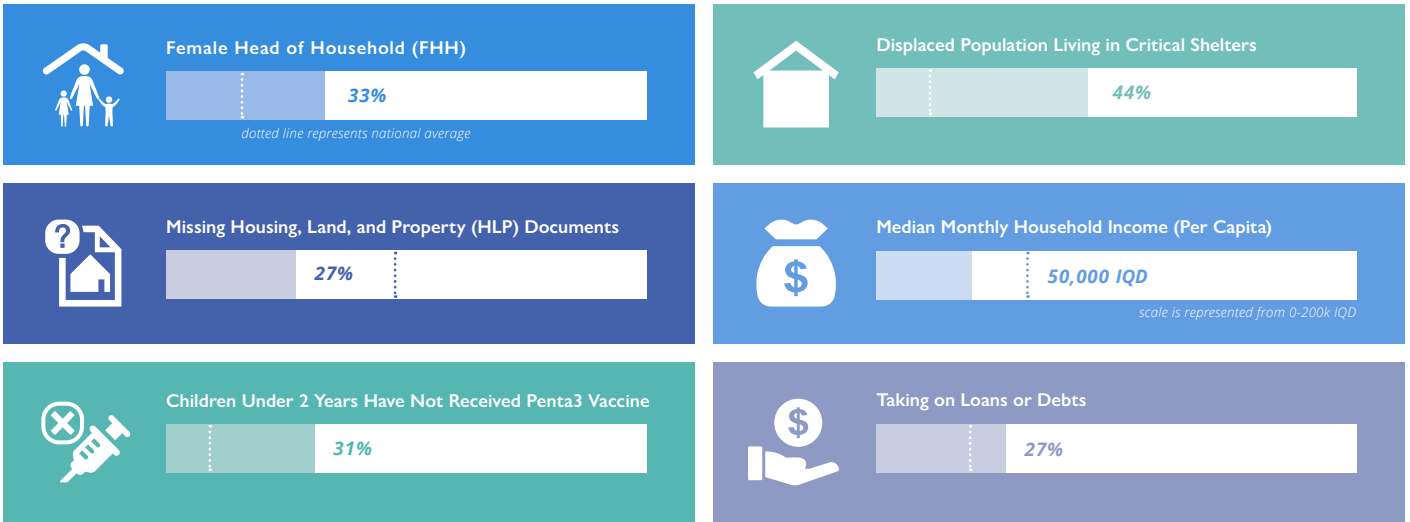 Female Head of Household (FHH)
33%
dotted line represents national average
Displaced Population Living in Critical Shelters
44%
?
Missing Housing, Land, and Property (HLP) Documents
27%
$
Median Monthly Household Income (Per Capita)
50,000 IQD
scale is represented from 0-200k IQD
Children Under 2 Years Have Not Received Penta3 Vaccine
31%
$
Taking on Loans or Debts
27%